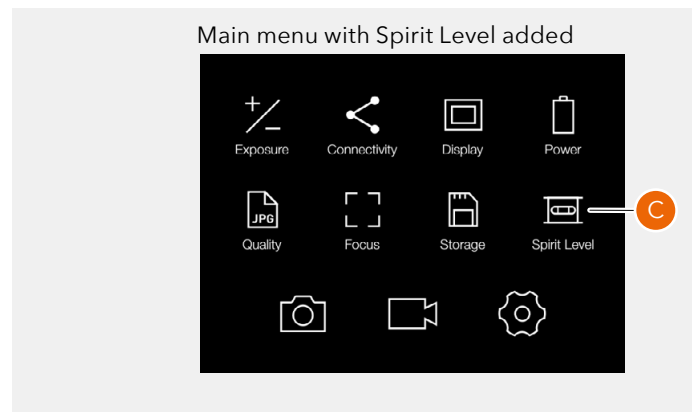 Main menu with Spirit Level added
Exposure Connectivity Display Power
JPG
C
Quality Focus Storage Spirit Level